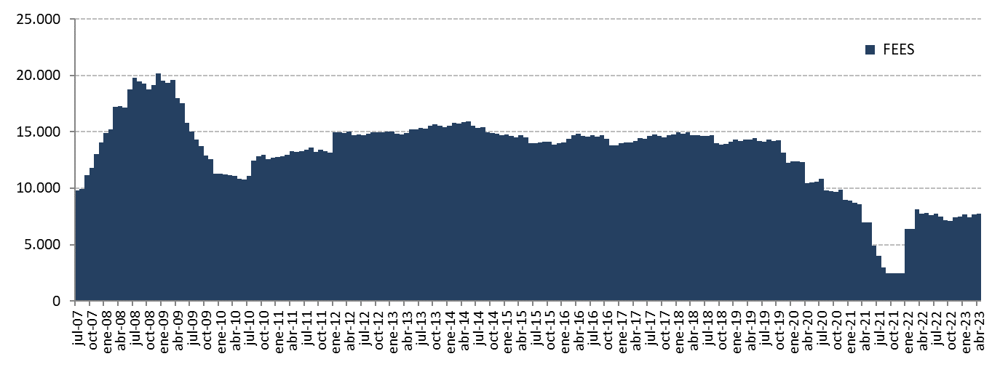 25.000
20.000
15.000
10.000
5.000
0
FEES
jul-07
oct-07
ene-08
abr-08
jul-08
oct-08
ene-09
abr-09
jul-09
oct-09
ene-10
abr-10
jul-10
oct-10
ene-11
abr-11
jul-11
oct-11
ene-12
abr-12
jul-12
oct-12
ene-13
abr-13
jul-13
oct-13
ene-14
abr-14
jul-14
oct-14
ene-15
abr-15
jul-15
oct-15
ene-16
abr-16
jul-16
oct-16
ene-17
abr-17
jul-17
oct-17
ene-18
abr-18
jul-18
oct-18
ene-19
abr-19
jul-19
oct-19
ene-20
abr-20
jul-20
oct-20
ene-21
abr-21
jul-21
oct-21
ene-22
abr-22
jul-22
oct-22
ene-23
abr-23